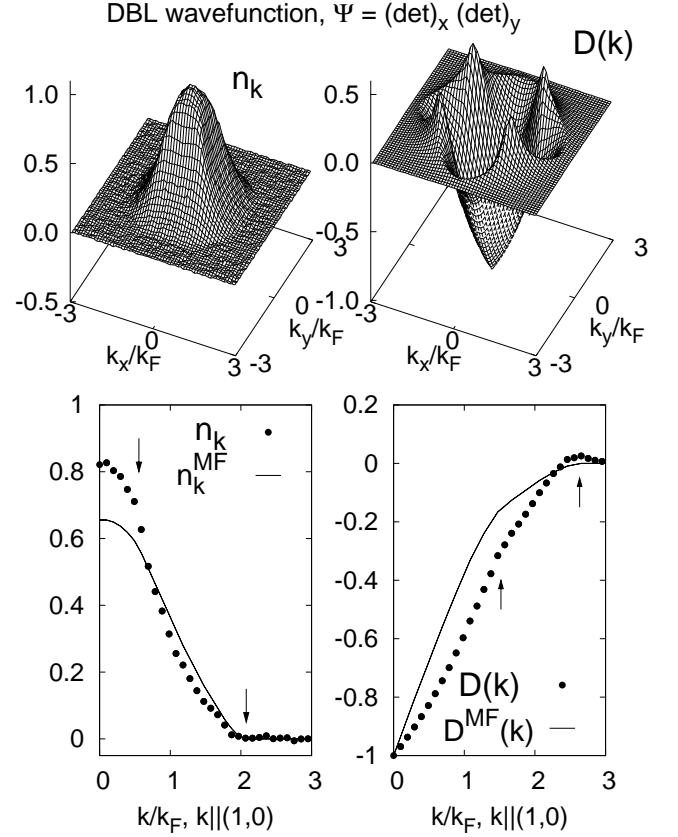 DBL wavefunction, Ψ = (det)x (det)y
nk
D(k)
1.0
0.5
0.0
-0.5
-3
0
3
kx/kF
-3
0
3
ky/kF
0.5
0.0
-0.5
-1.0
-3
0
3
kx/kF
-3
0
3
ky/kF
1
0.8
0.6
0.4
0.2
0
nk
nkMF
0 1 2 3
k/kF, k||(1,0)
0.2
0
-0.2
-0.4
-0.6
-0.8
-1
D(k)
DMF(k)
0 1 2 3
k/kF, k||(1,0)